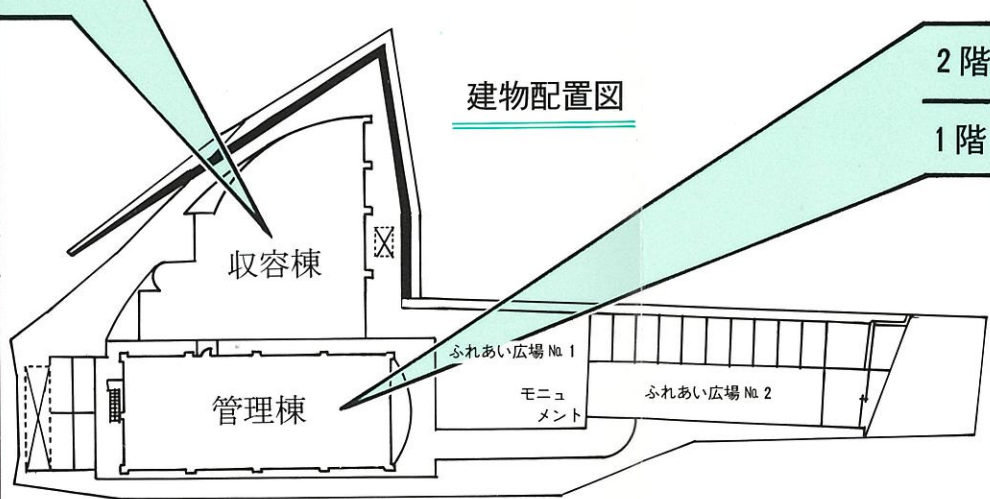 建物配置図
2階
1階
収容棟
ふれあい広場 No. 1
モニュ
メント
ふれあい広場 No. 2
管理棟